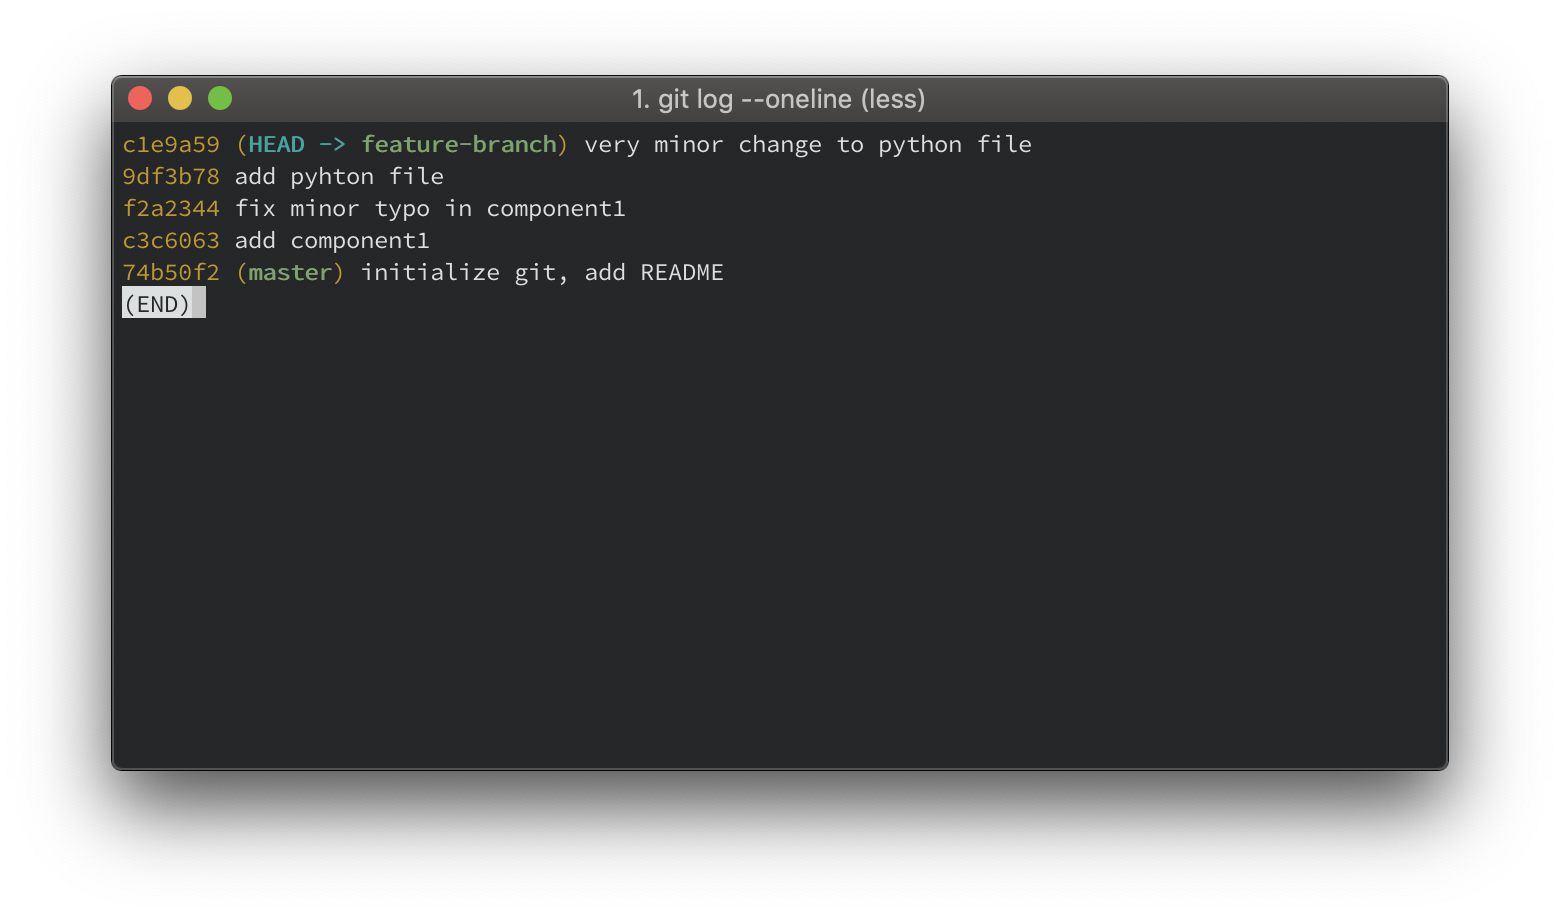 1. git log --oneline (less)
c1e9a59 (HEAD -> feature-branch) very minor change to python file
9df3b78 add pyhton file
f2a2344 fix minor typo in component1
c3c6063 add component1
74b50f2 (master) initialize git, add README
(END)